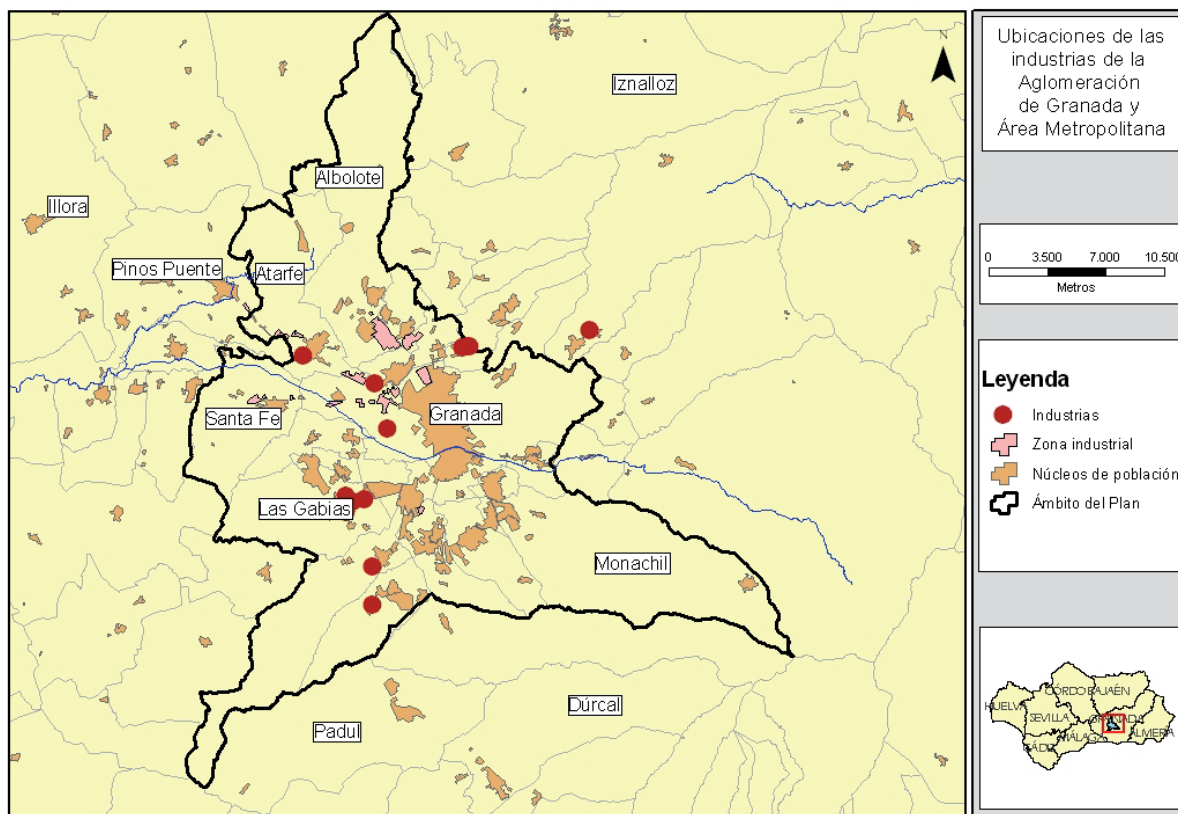 Iznalloz
Albolote
Illora
Pinos Puente
Atarfe
Santa Fe
Granada
Las Gabias
Monachil
Dúrcal
Padul
N
Ubicaciones de las
industrias de la
Aglomeración
de Granada y
Área Metropolitana
0 3.500 7.000 10.500
Metros
Leyenda
Industrias
Zona industrial
Núcleos de población
Ámbito del Plan
HUELVA
SEVILLA
CÓRDOBA
JAÉN
GRANADA
ALMERÍA